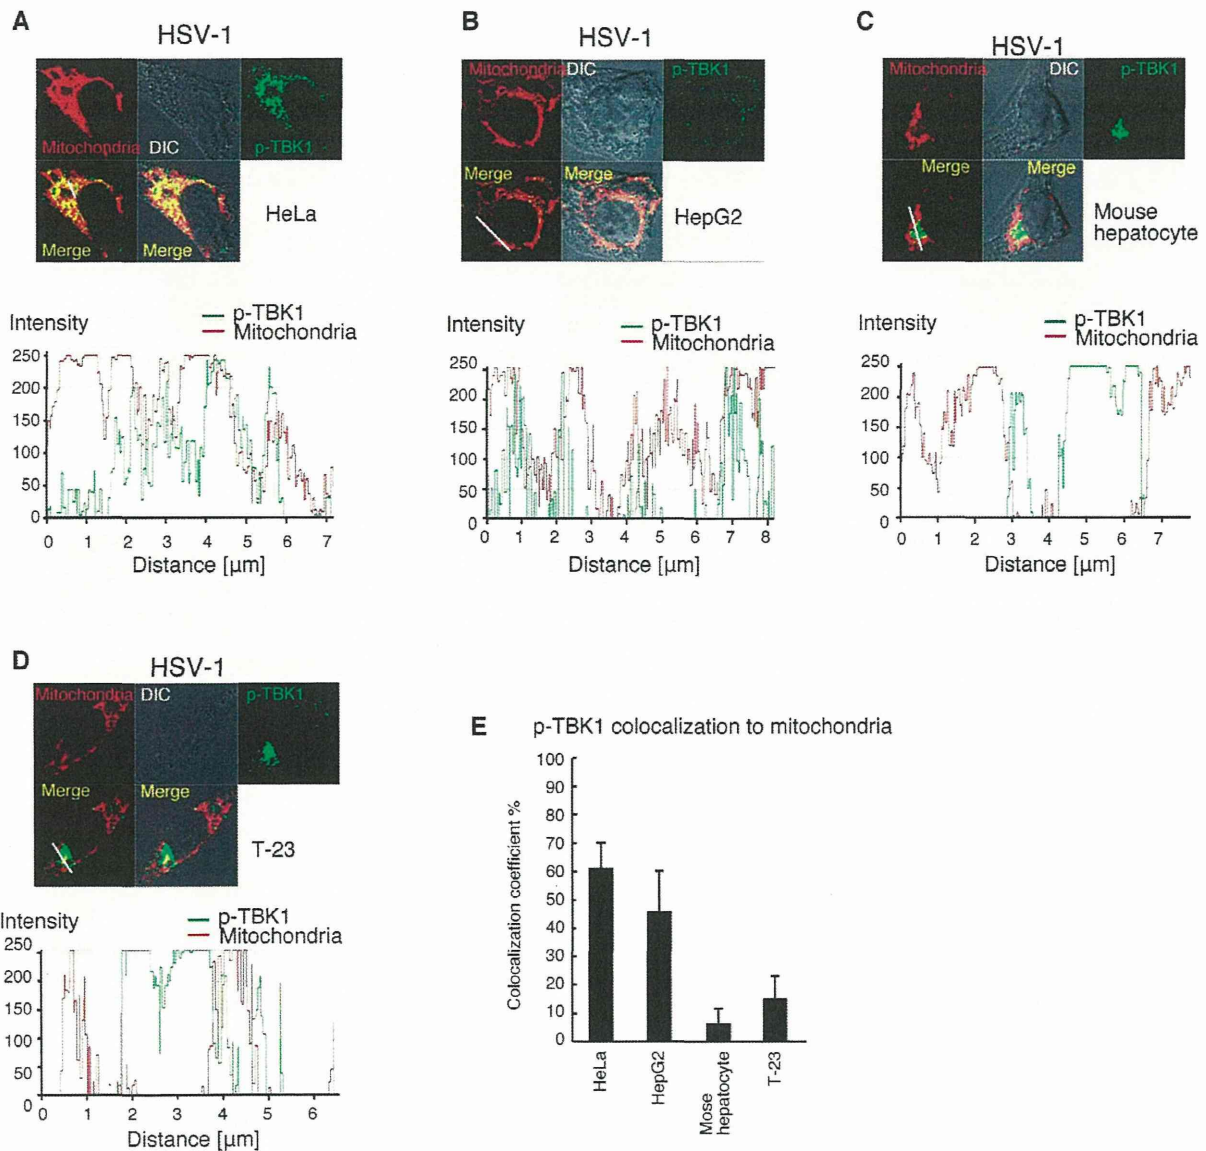 A
HSV-1
Mitochondria
DIC
p-TBK1
Merge
Merge
HeLa
Intensity
p-TBK1
Mitochondria
250
200
150
100
50
0
0 1 2 3 4 5 6 7
Distance [µm]
B
HSV-1
Mitochondria
DIC
p-TBK1
Merge
Merge
HepG2
Intensity
p-TBK1
Mitochondria
250
200
150
100
50
0
0 1 2 3 4 5 6 7 8
Distance [µm]
C
HSV-1
Mitochondria
DIC
p-TBK1
Merge
Merge
Mouse
hepatocyte
Intensity
p-TBK1
Mitochondria
250
200
150
100
50
0
0 1 2 3 4 5 6 7
Distance [µm]
D
HSV-1
Mitochondria
DIC
p-TBK1
Merge
Merge
T-23
Intensity
p-TBK1
Mitochondria
250
200
150
100
50
0
0 1 2 3 4 5 6
Distance [µm]
E
p-TBK1 colocalization to mitochondria
Colocalization coefficient %
100
90
80
70
60
50
40
30
20
10
0
HeLa
HepG2
Mose
hepatocyte
T-23